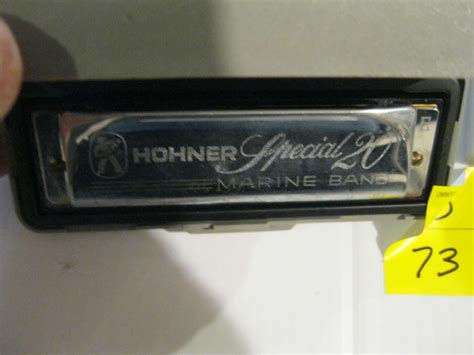 E
HOHNER Special 20
MARINE BAND
73